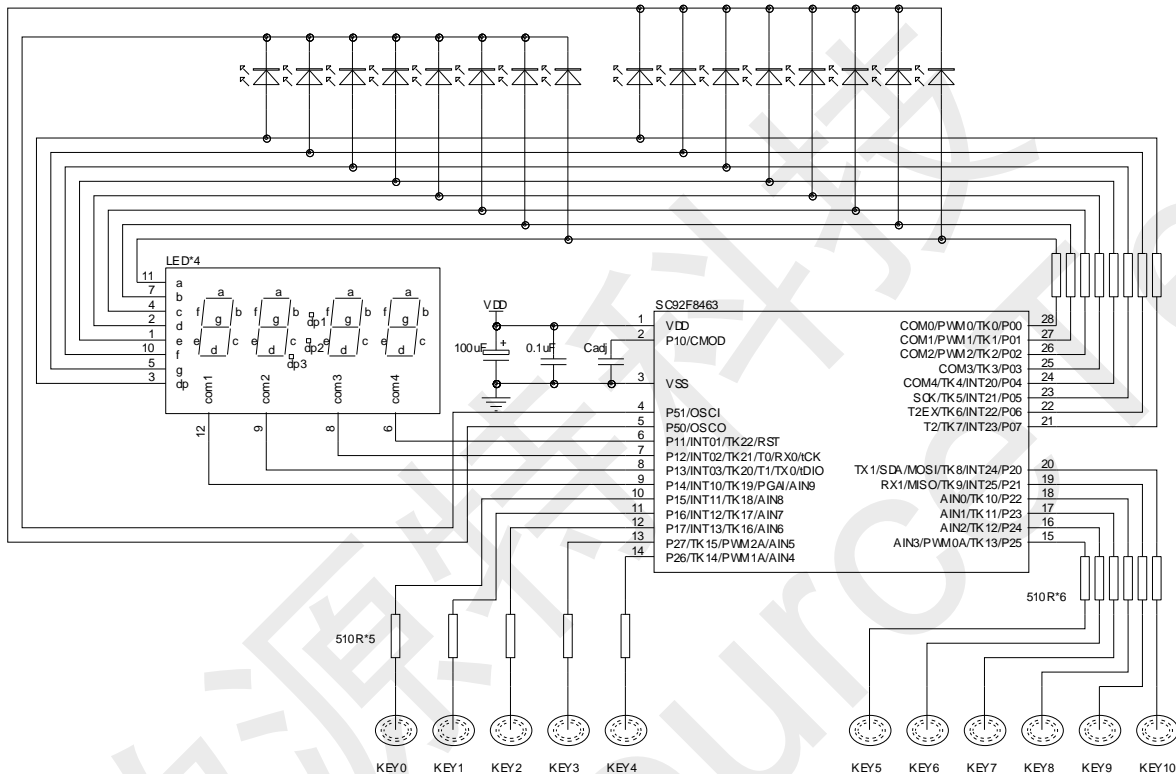 LED*4
11 a
7 b
4 c
2 d
1 e
10 f
5 g
3 dp
a a a a
f b f b dp1 f b f b
g g g g
e c e c dp2 e c e c
d d dp3 d d
com1 com2 com3 com4
12 9 8 6
VDD
100uF + 0.1uF Cadj
SC92F8463
1 VDD
2 P10/CMOD
3 VSS
4 P51/OSCI
5 P50/OSCO
6 P11/INT01/TK22/RST
7 P12/INT02/TK21/T0/RX0/tCK
8 P13/INT03/TK20/T1/TX0/tDIO
9 P14/INT10/TK19/PGAI/AIN9
10 P15/INT11/TK18/AIN8
11 P16/INT12/TK17/AIN7
12 P17/INT13/TK16/AIN6
13 P27/TK15/PWM2A/AIN5
14 P26/TK14/PWM1A/AIN4
COM0/PWM0/TK0/P00 28
COM1/PWM1/TK1/P01 27
COM2/PWM2/TK2/P02 26
COM3/TK3/P03 25
COM4/TK4/INT20/P04 24
SCK/TK5/INT21/P05 23
T2EX/TK6/INT22/P06 22
T2/TK7/INT23/P07 21
TX1/SDA/MOSI/TK8/INT24/P20 20
RX1/MISO/TK9/INT25/P21 19
AIN0/TK10/P22 18
AIN1/TK11/P23 17
AIN2/TK12/P24 16
AIN3/PWM0A/TK13/P25 15
510R*5
510R*6
KEY0 KEY1 KEY2 KEY3 KEY4 KEY5 KEY6 KEY7 KEY8 KEY9 KEY10
源特科技